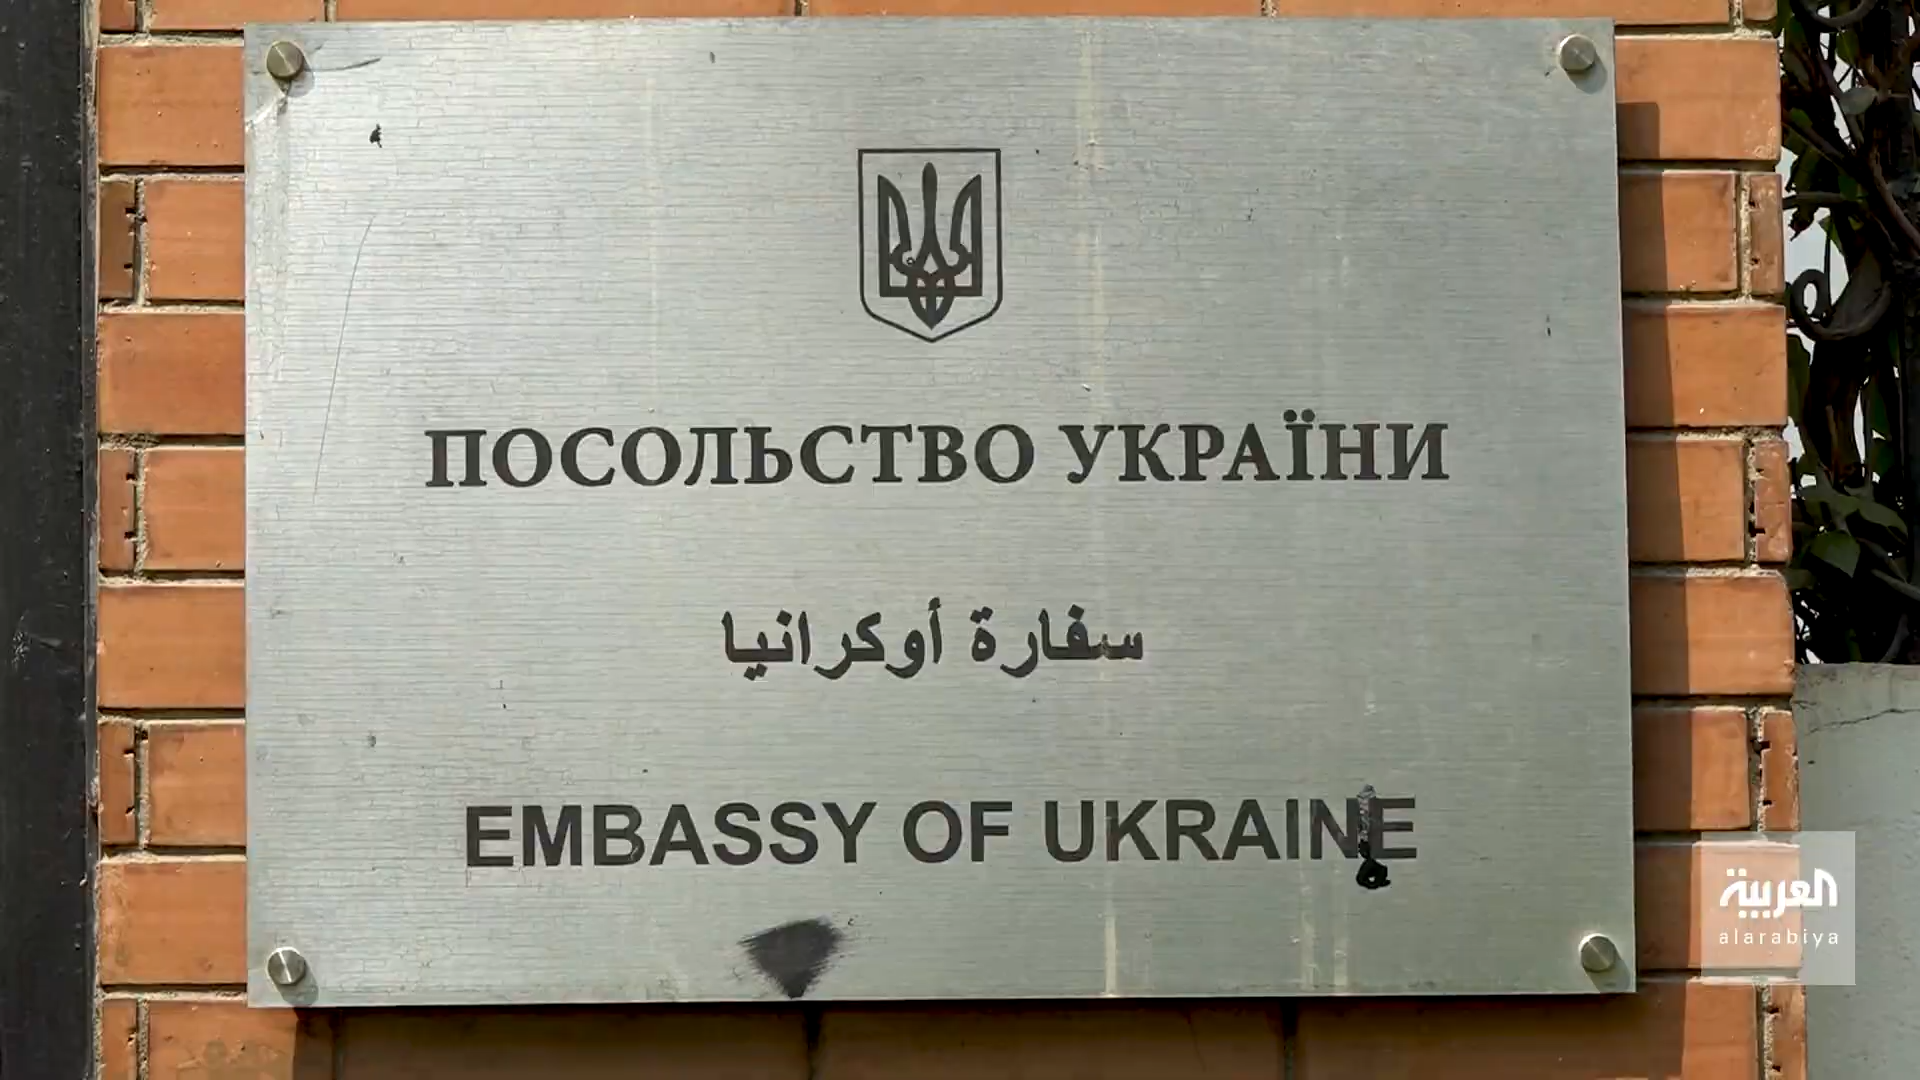 ПОСОЛЬСТВО УКРАЇНИ
سفارة أوكرانيا
EMBASSY OF UKRAINE
العربية
alarabiya